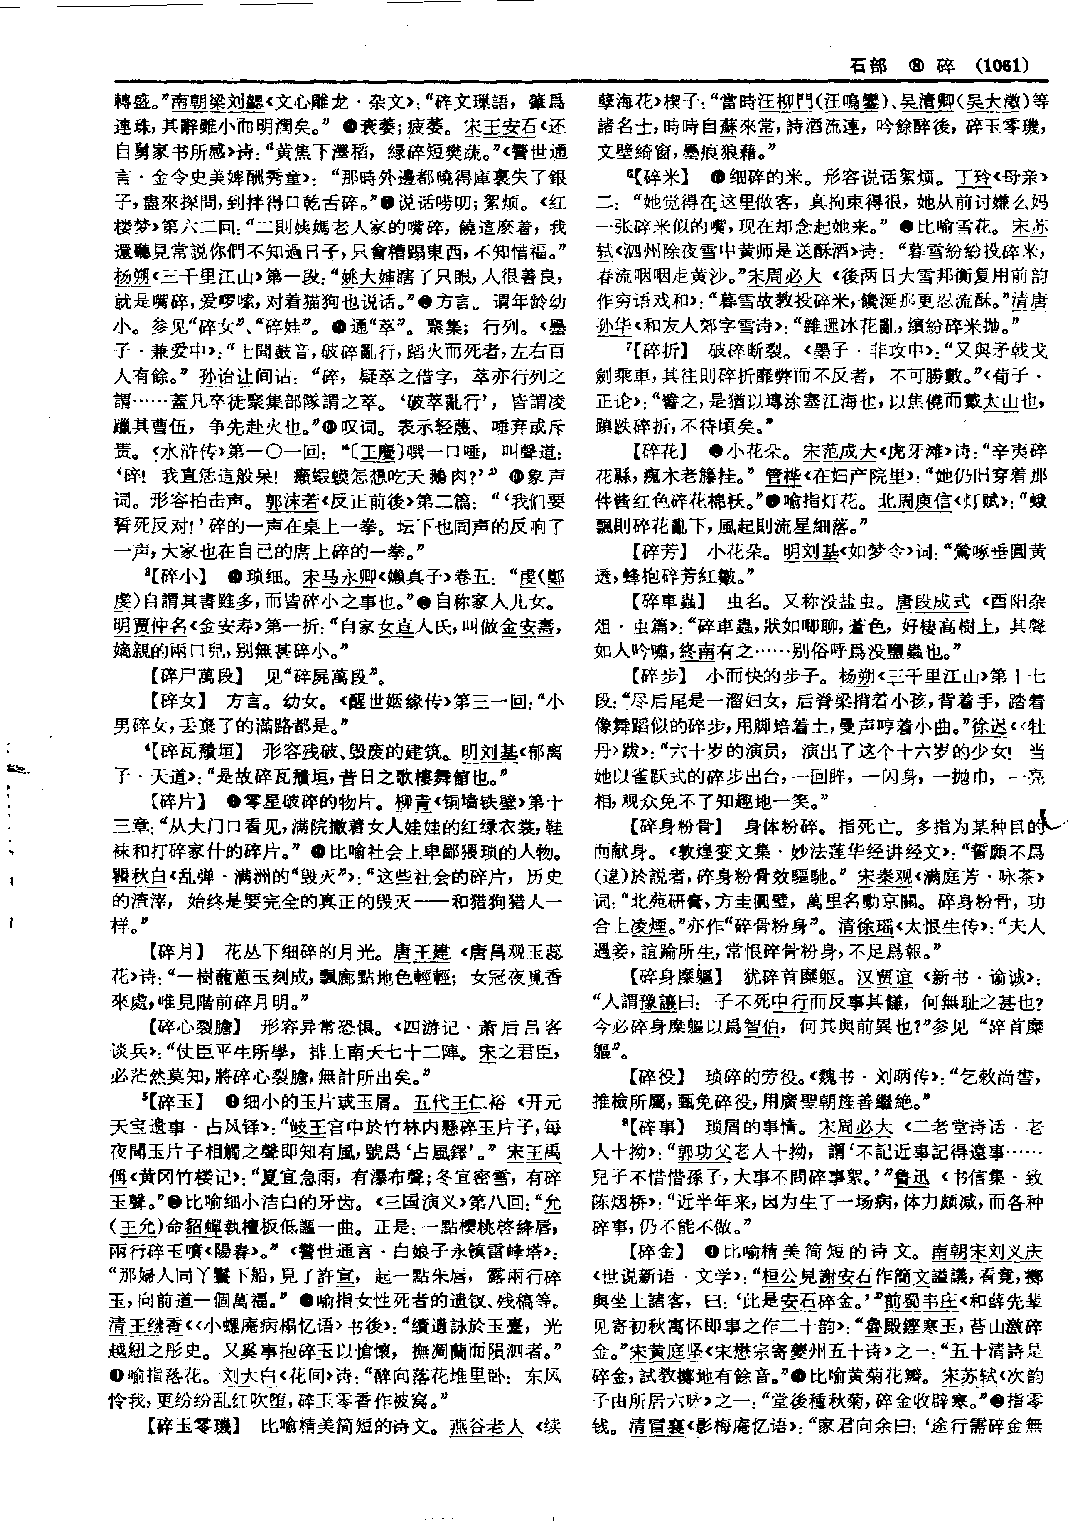 石部 ⑧ 碎 (1061)
轉盛。”南朝梁刘勰《文心雕龙·杂文》：“碎文璅語，肇爲
連珠，其辭雖小而明潤矣。” 衰萎；疲萎。宋王安石《还
自舅家书所感》诗：“黄焦下澤稻，綠碎短樊蔬。”《警世通
言·金令史美婢酬秀童》：“那時外邊都曉得庫裏失了銀
子，盡來探問，到拌得口乾舌碎。”说话唠叨；絮烦。《红
楼梦》第六二回：“二則姨媽老人家的嘴碎，饒這麽着，我
還聽見常説你們不知過日子，只會糟蹋東西，不知惜福。”
杨朔《三千里江山》第一段：“姚大嬸瞎了只眼，人很善良，
就是嘴碎，爱啰嗦，对着猫狗也说话。”方言。谓年龄幼
小。参见“碎女”、“碎娃”。通“萃”。聚集；行列。《墨
子·兼爱中》：“士聞鼓音，破碎亂行，蹈火而死者，左右百
人有餘。”孙诒让间诂：“碎，疑萃之借字，萃亦行列之
謂……蓋凡卒徒聚集部隊謂之萃。‘破萃亂行’，皆謂凌
躐其曹伍，争先赴火也。”叹词。表示轻蔑、唾弃或斥
责。《水浒传》第一〇一回：“[王慶]噀一口唾，叫聲道：
‘碎！我直恁這般呆！癩蝦蟆怎想吃天鵝肉？’” 象声
词。形容拍击声。郭沫若《反正前後》第二篇：“‘我们要
誓死反对！’碎的一声在桌上一拳。坛下也同声的反响了
一声，大家也在自己的席上碎的一拳。”
³【碎小】 琐细。宋马永卿《嬾真子》卷五：“虔(鄭
虔)自謂其書雖多，而皆碎小之事也。”自称家人儿女。
明贾仲名《金安寿》第一折：“自家女直人氏，叫做金安壽，
嫡親的兩口兒，别無甚碎小。”
【碎尸萬段】 见“碎屍萬段”。
【碎女】 方言。幼女。《醒世姻缘传》第三一回：“小
男碎女，丢棄了的滿路都是。”
⁴【碎瓦穨垣】 形容残破、毁废的建筑。明刘基《郁离
子·天道》：“是故碎瓦穨垣，昔日之歌樓舞館也。”
【碎片】 ❶零星破碎的物片。柳青《铜墙铁壁》第十
三章：“从大门口看见，满院撒着女人娃娃的红绿衣裳，鞋
袜和打碎家什的碎片。” ❷比喻社会上卑鄙猥琐的人物。
瞿秋白《乱弹·满洲的“毁灭”》：“这些社会的碎片，历史
的渣滓，始终是要完全的真正的毁灭——和猎狗猎人一
样。”
【碎月】 花丛下细碎的月光。唐王建《唐昌观玉蕊
花》诗：“一樹蘢葱玉刻成，飄廊點地色輕輕；女冠夜覓香
來處，唯見階前碎月明。”
【碎心裂膽】 形容异常恐惧。《四游记·萧后吕客
谈兵》：“仗臣平生所學，排上南天七十二陣。宋之君臣，
必茫然莫知，將碎心裂膽，無計所出矣。”
⁵【碎玉】 ❶细小的玉片或玉屑。五代王仁裕《开元
天宝遗事·占风铎》：“岐王宫中於竹林内懸碎玉片子，每
夜聞玉片子相觸之聲即知有風，號爲‘占風鐸’。”宋王禹
偁《黄冈竹楼记》：“夏宜急雨，有瀑布聲；冬宜密雪，有碎
玉聲。”❷比喻细小洁白的牙齿。《三国演义》第八回：“允
(王允)命貂蟬執檀板低謳一曲。正是：一點櫻桃啓絳唇，
兩行碎玉噴《陽春》。”《警世通言·白娘子永镇雷峰塔》：
“那婦人同丫鬟下船，見了許宣，起一點朱唇，露兩行碎
玉，向前道一個萬福。” ❸喻指女性死者的遗钗、残稿等。
清王绣香《〈小螺庵病榻忆语〉书後》：“續遺詠於玉臺，光
越紐之彤史。又奚事抱碎玉以愴懷，撫凋蘭而隕泗者。”
❹喻指落花。刘大白《花间》诗：“醉向落花堆里卧；东风
怜我，更纷纷乱红吹堕，碎玉零香作被窝。”
【碎玉零璣】 比喻精美简短的诗文。燕谷老人《续
孽海花》楔子：“當時汪柳門(汪鳴鑾)、吴清卿(吴大澂)等
諸名士，時時自蘇來常，詩酒流連，吟餘醉後，碎玉零璣，
文壁綺窗，墨痕狼藉。”
⁶【碎米】 ❶细碎的米。形容说话絮烦。丁玲《母亲》
二：“她觉得在这里做客，真拘束得很，她从前讨嫌么妈
一张碎米似的嘴，现在却念起她来。” ❷比喻雪花。宋苏
轼《泗州除夜雪中黄师是送酥酒》诗：“暮雪紛紛投碎米，
春流咽咽走黄沙。”宋周必大《後两日大雪邦衡复用前韵
作穷语戏和》：“暮雪故教投碎米，饞涎那更忍流酥。”清唐
孙华《和友人郊字雪诗》：“雜遝冰花亂，繽紛碎米抛。”
⁷【碎折】 破碎断裂。《墨子·非攻中》：“又與矛戟戈
劍乘車，其往則碎折靡弊而不反者，不可勝數。”《荀子·
正论》：“譬之，是猶以塼涂塞江海也，以焦僥而戴太山也，
蹎跌碎折，不待頃矣。”
【碎花】 ❶小花朵。宋范成大《虎牙滩》诗：“辛夷碎
花縣，瘣木老藤挂。”管桦《在妇产院里》：“她仍旧穿着那
件酱红色碎花棉袄。”❷喻指灯花。北周庾信《灯赋》：“蛾
飄則碎花亂下，風起則流星細落。”
【碎芳】 小花朵。明刘基《如梦令》词：“鶯啄垂圓黄
透，蜂抱碎芳紅皺。”
【碎車蟲】 虫名。又称没盐虫。唐段成式《酉阳杂
俎·虫篇》：“碎車蟲，狀如唧聊，蒼色，好棲高樹上，其聲
如人吟嘯，終南有之……别俗呼爲没鹽蟲也。”
【碎步】 小而快的步子。杨朔《三千里江山》第十七
段：“尽后尾是一溜妇女，后脊梁揹着小孩，背着手，踏着
像舞蹈似的碎步，用脚培着土，曼声哼着小曲。”徐迟《〈牡
丹〉跋》：“六十岁的演员，演出了这个十六岁的少女！当
她以雀跃式的碎步出台，一回眸，一闪身，一抛巾，一亮
相，观众免不了知趣地一笑。”
【碎身粉骨】 身体粉碎。指死亡。多指为某种目的
而献身。《敦煌变文集·妙法莲华经讲经文》：“誓願不爲
(違)於説者，碎身粉骨效驅馳。”宋秦观《满庭芳·咏茶》
词：“北苑研膏，方圭圓璧，萬里名動京關。碎身粉骨，功
合上凌煙。”亦作“碎骨粉身”。清徐瑶《太恨生传》：“夫人
遇妾，誼踰所生，常恨碎骨粉身，不足爲報。”
【碎身糜軀】 犹碎首糜躯。汉贾谊《新书·谕诚》：
“人謂豫讓曰：子不死中行而反事其讎，何無耻之甚也？
今必碎身糜軀以爲智伯，何其與前異也？”参见“碎首糜
軀”。
【碎役】 琐碎的劳役。《魏书·刘昞传》：“乞敕尚書，
推檢所屬，甄免碎役，用廣聖朝旌善繼絶。”
⁸【碎事】 琐屑的事情。宋周必大《二老堂诗话·老
人十拗》：“郭功父老人十拗，謂‘不記近事記得遠事……
兒子不惜惜孫子，大事不問碎事絮。’”鲁迅《书信集·致
陈烟桥》：“近半年来，因为生了一场病，体力颇减，而各种
碎事，仍不能不做。”
【碎金】 ❶比喻精美简短的诗文。南朝宋刘义庆
《世说新语·文学》：“桓公見謝安石作簡文謚議，看竟，擲
與坐上諸客，曰：‘此是安石碎金。’”前蜀韦庄《和薛先辈
见寄初秋寓怀即事之作二十韵》：“魯殿鏗寒玉，苔山激碎
金。”宋黄庭坚《宋懋宗寄夔州五十诗》之一：“五十清詩是
碎金，試教擲地有餘音。”❷比喻黄菊花瓣。宋苏轼《次韵
子由所居六咏》之一：“堂後種秋菊，碎金收辟寒。”❸指零
钱。清冒襄《影梅庵忆语》：“家君向余曰：‘途行需碎金無